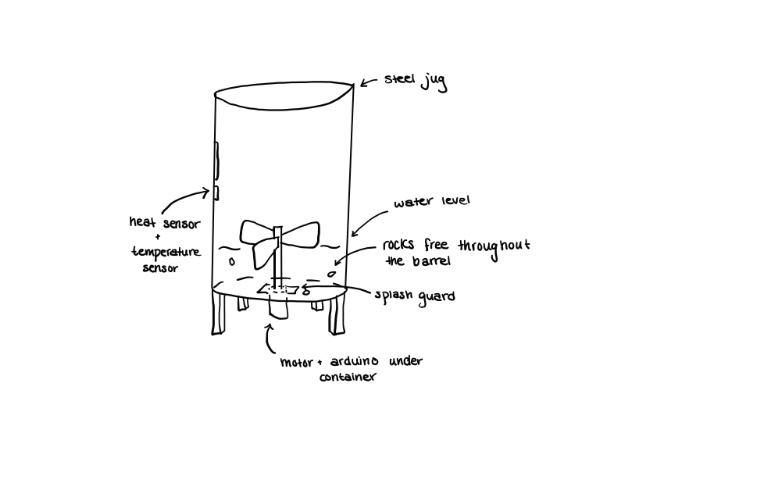 steel jug
water level
heat sensor
+
temperature
sensor
rocks free throughout
the barrel
splash guard
motor + arduino under
container